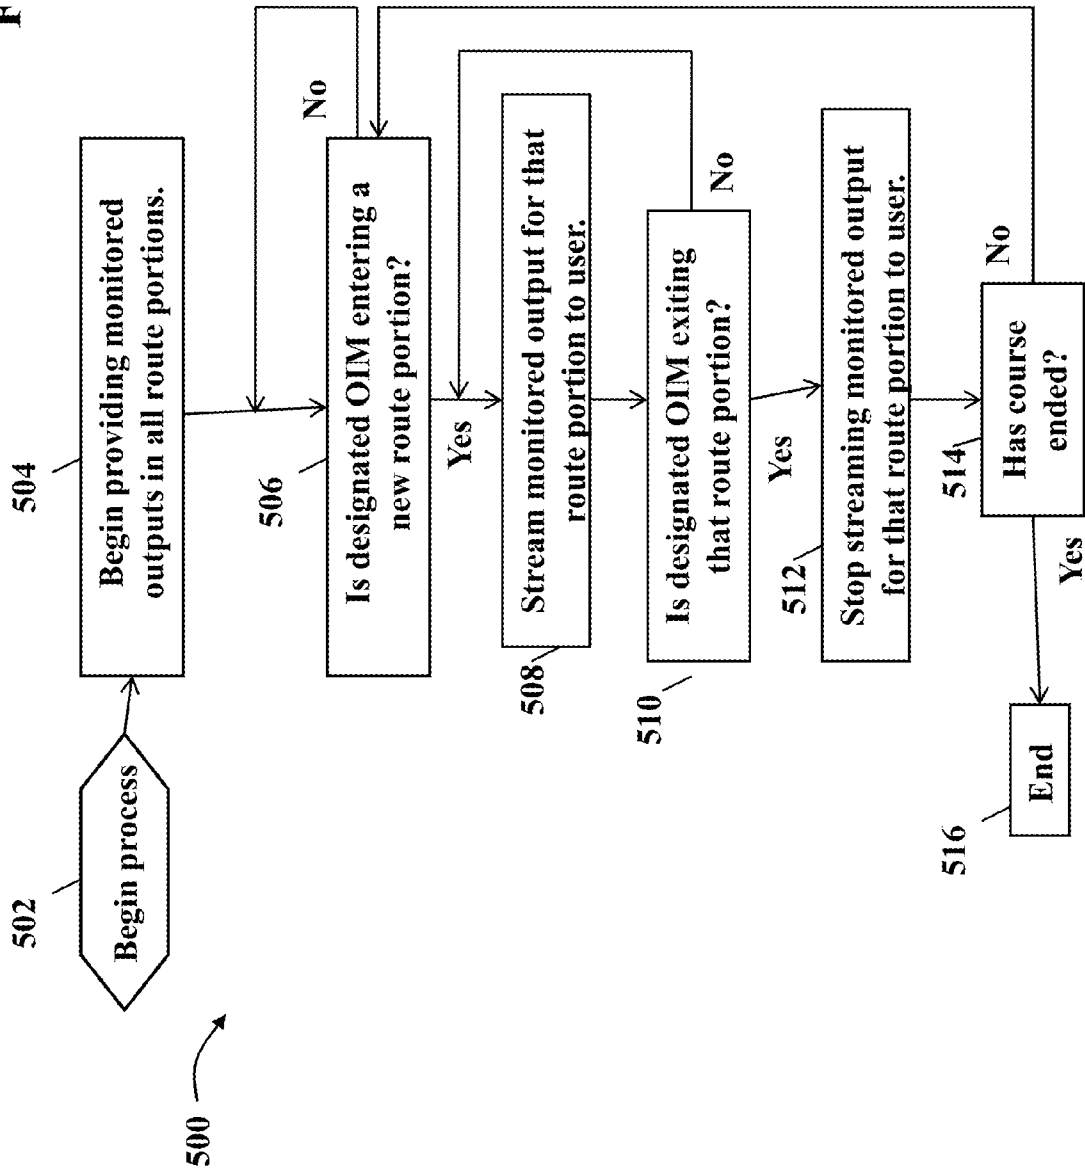 F
500
502
Begin process
504
Begin providing monitored
outputs in all route portions.
506
Is designated OIM entering a
new route portion?
No
Yes
508
Stream monitored output for that
route portion to user.
510
Is designated OIM exiting
that route portion?
No
Yes
512
Stop streaming monitored output
for that route portion to user.
514
Has course
ended?
No
Yes
516
End